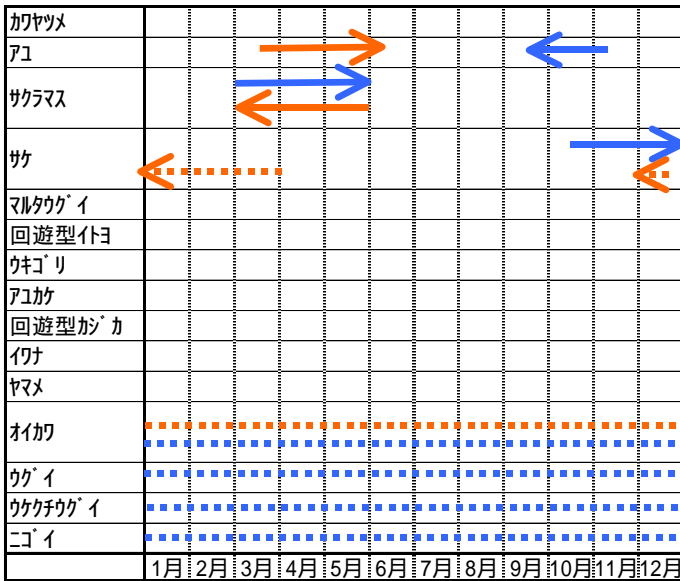 ｶﾜﾔﾂﾒ
ｱﾕ
ｻｸﾗﾏｽ
ｻｹ
ﾏﾙﾀｳｸﾞｲ
回遊型ｲﾄﾖ
ｳｷｺﾞﾘ
ｱﾕｶｹ
回遊型ｶｼﾞｶ
ｲﾜﾅ
ﾔﾏﾒ
ｵｲｶﾜ
ｳｸﾞｲ
ｳｹｸﾁｳｸﾞｲ
ﾆｺﾞｲ
1月 2月 3月 4月 5月 6月 7月 8月 9月 10月 11月 12月